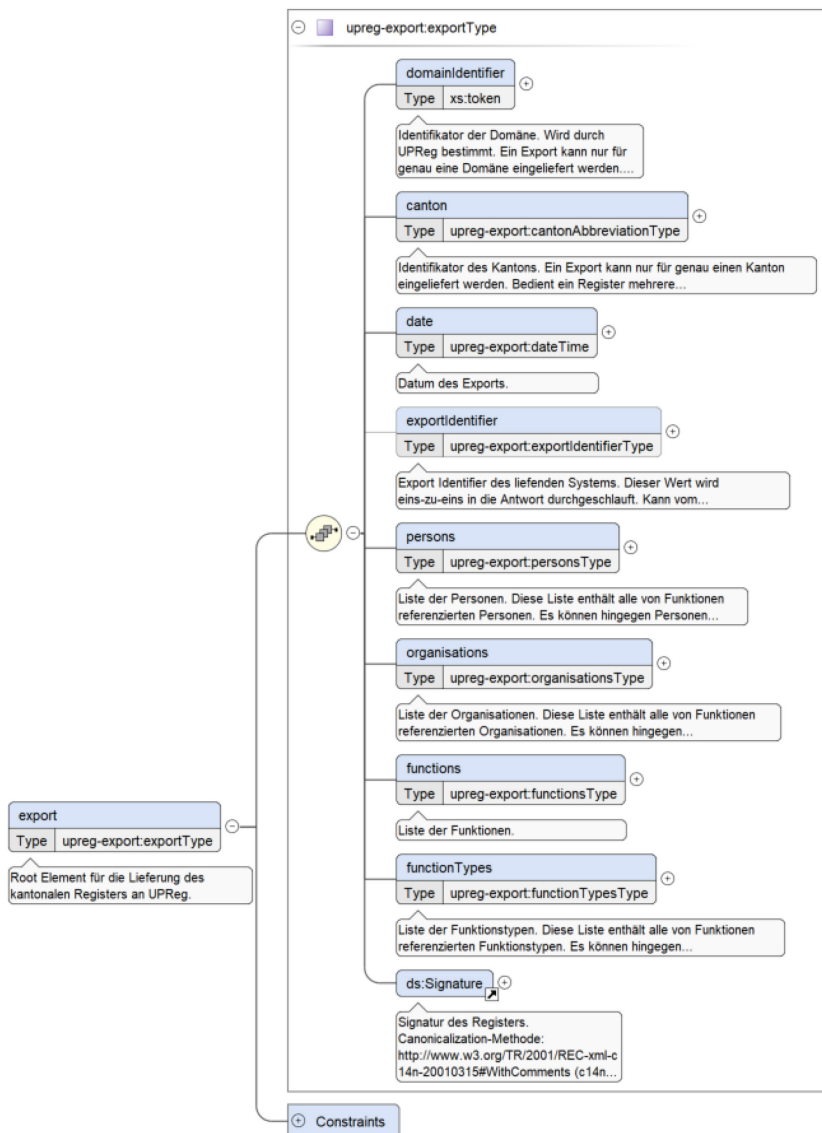 upreg-export:exportType
domainIdentifier
Type xs:token
Identifikator der Domäne. Wird durch
UPReg bestimmt. Ein Export kann nur für
genau eine Domäne eingeliefert werden....
canton
Type upreg-export:cantonAbbreviationType
Identifikator des Kantons. Ein Export kann nur für genau einen Kanton
eingeliefert werden. Bedient ein Register mehrere...
date
Type upreg-export:dateTime
Datum des Exports.
exportIdentifier
Type upreg-export:exportIdentifierType
Export Identifier des liefenden Systems. Dieser Wert wird
eins-zu-eins in die Antwort durchgeschlauft. Kann vom...
persons
Type upreg-export:personsType
Liste der Personen. Diese Liste enthält alle von Funktionen
referenzierten Personen. Es können hingegen Personen...
organisations
Type upreg-export:organisationsType
Liste der Organisationen. Diese Liste enthält alle von Funktionen
referenzierten Organisationen. Es können hingegen...
functions
Type upreg-export:functionsType
Liste der Funktionen.
export
Type upreg-export:exportType
Root Element für die Lieferung des
kantonalen Registers an UPReg.
functionTypes
Type upreg-export:functionTypesType
Liste der Funktionstypen. Diese Liste enthält alle von Funktionen
referenzierten Funktionstypen. Es können hingegen...
ds:Signature
Signatur des Registers.
Canonicalization-Methode:
http://www.w3.org/TR/2001/REC-xml-c
14n-20010315#WithComments (c14n...
Constraints